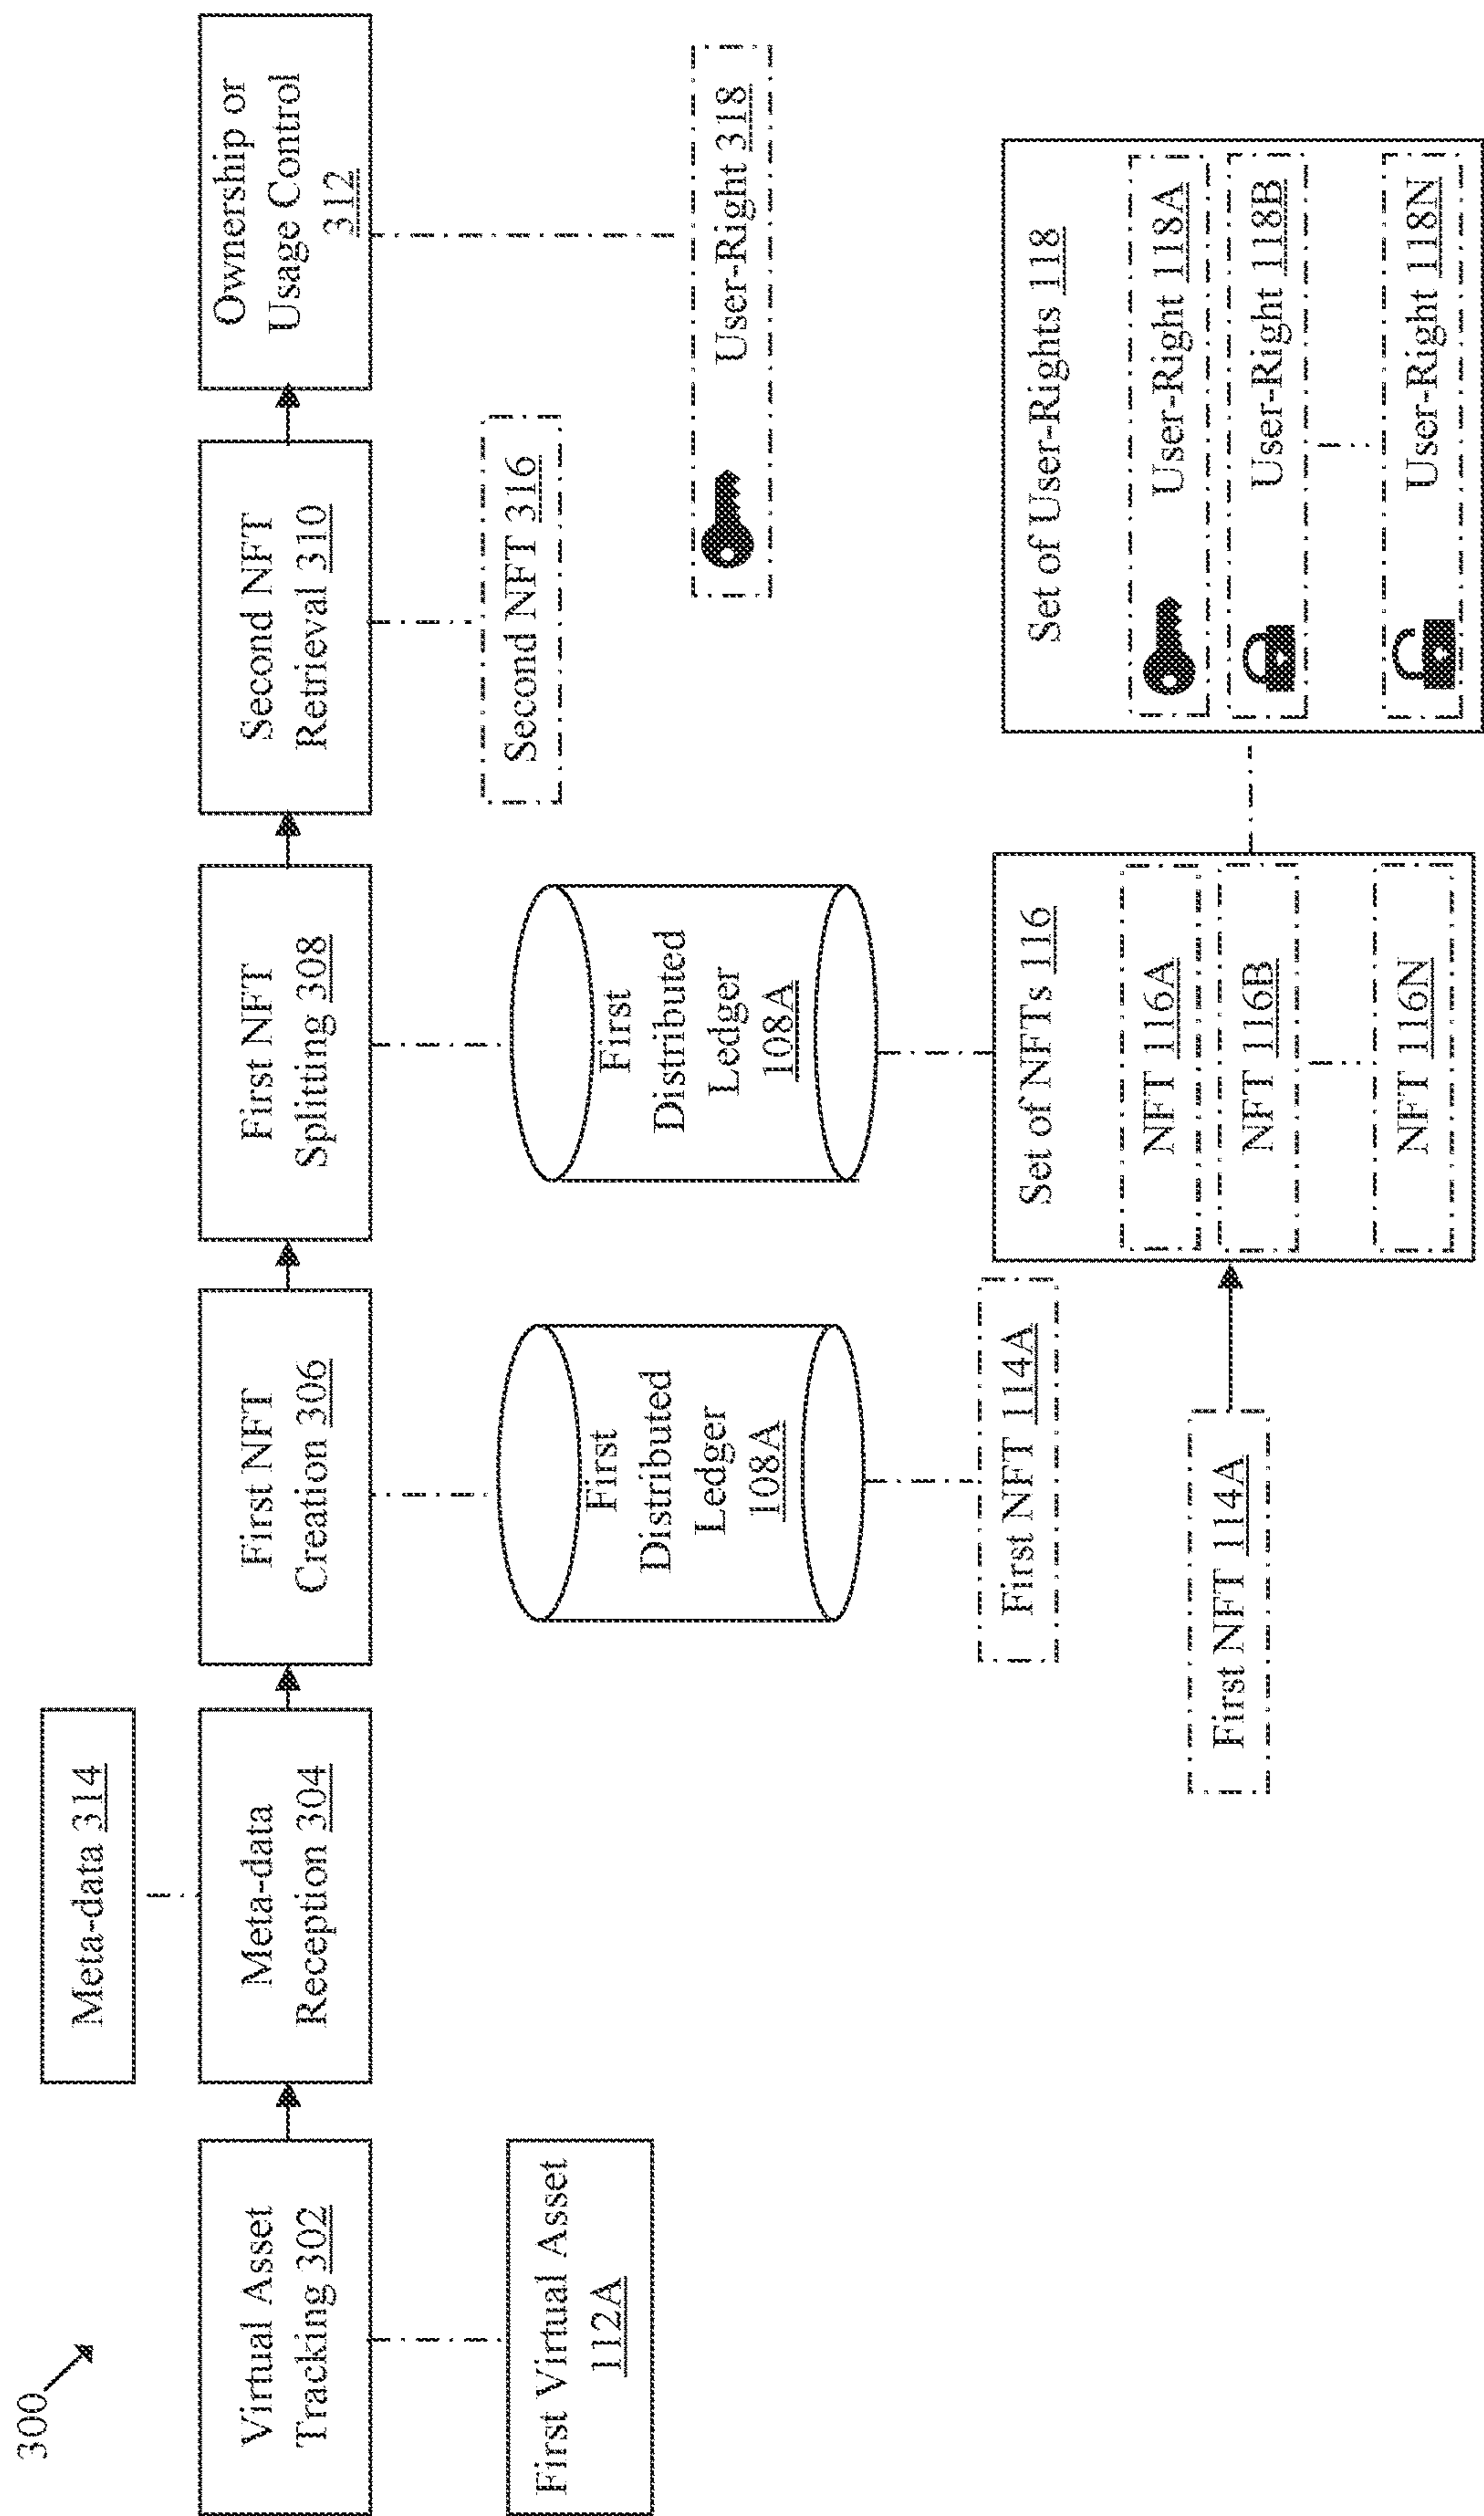 300
Meta-data 314
Virtual Asset
Tracking 302
Meta-data
Reception 304
First NFT
Creation 306
First NFT
Splitting 308
Second NFT
Retrieval 310
Ownership or
Usage Control
312
First Virtual Asset
112A
First
Distributed
Ledger
108A
First
Distributed
Ledger
108A
Second NFT 316
User-Right 318
First NFT 114A
First NFT 114A
Set of NFTs 116
NFT 116A
NFT 116B
NFT 116N
Set of User-Rights 118
User-Right 118A
User-Right 118B
User-Right 118N